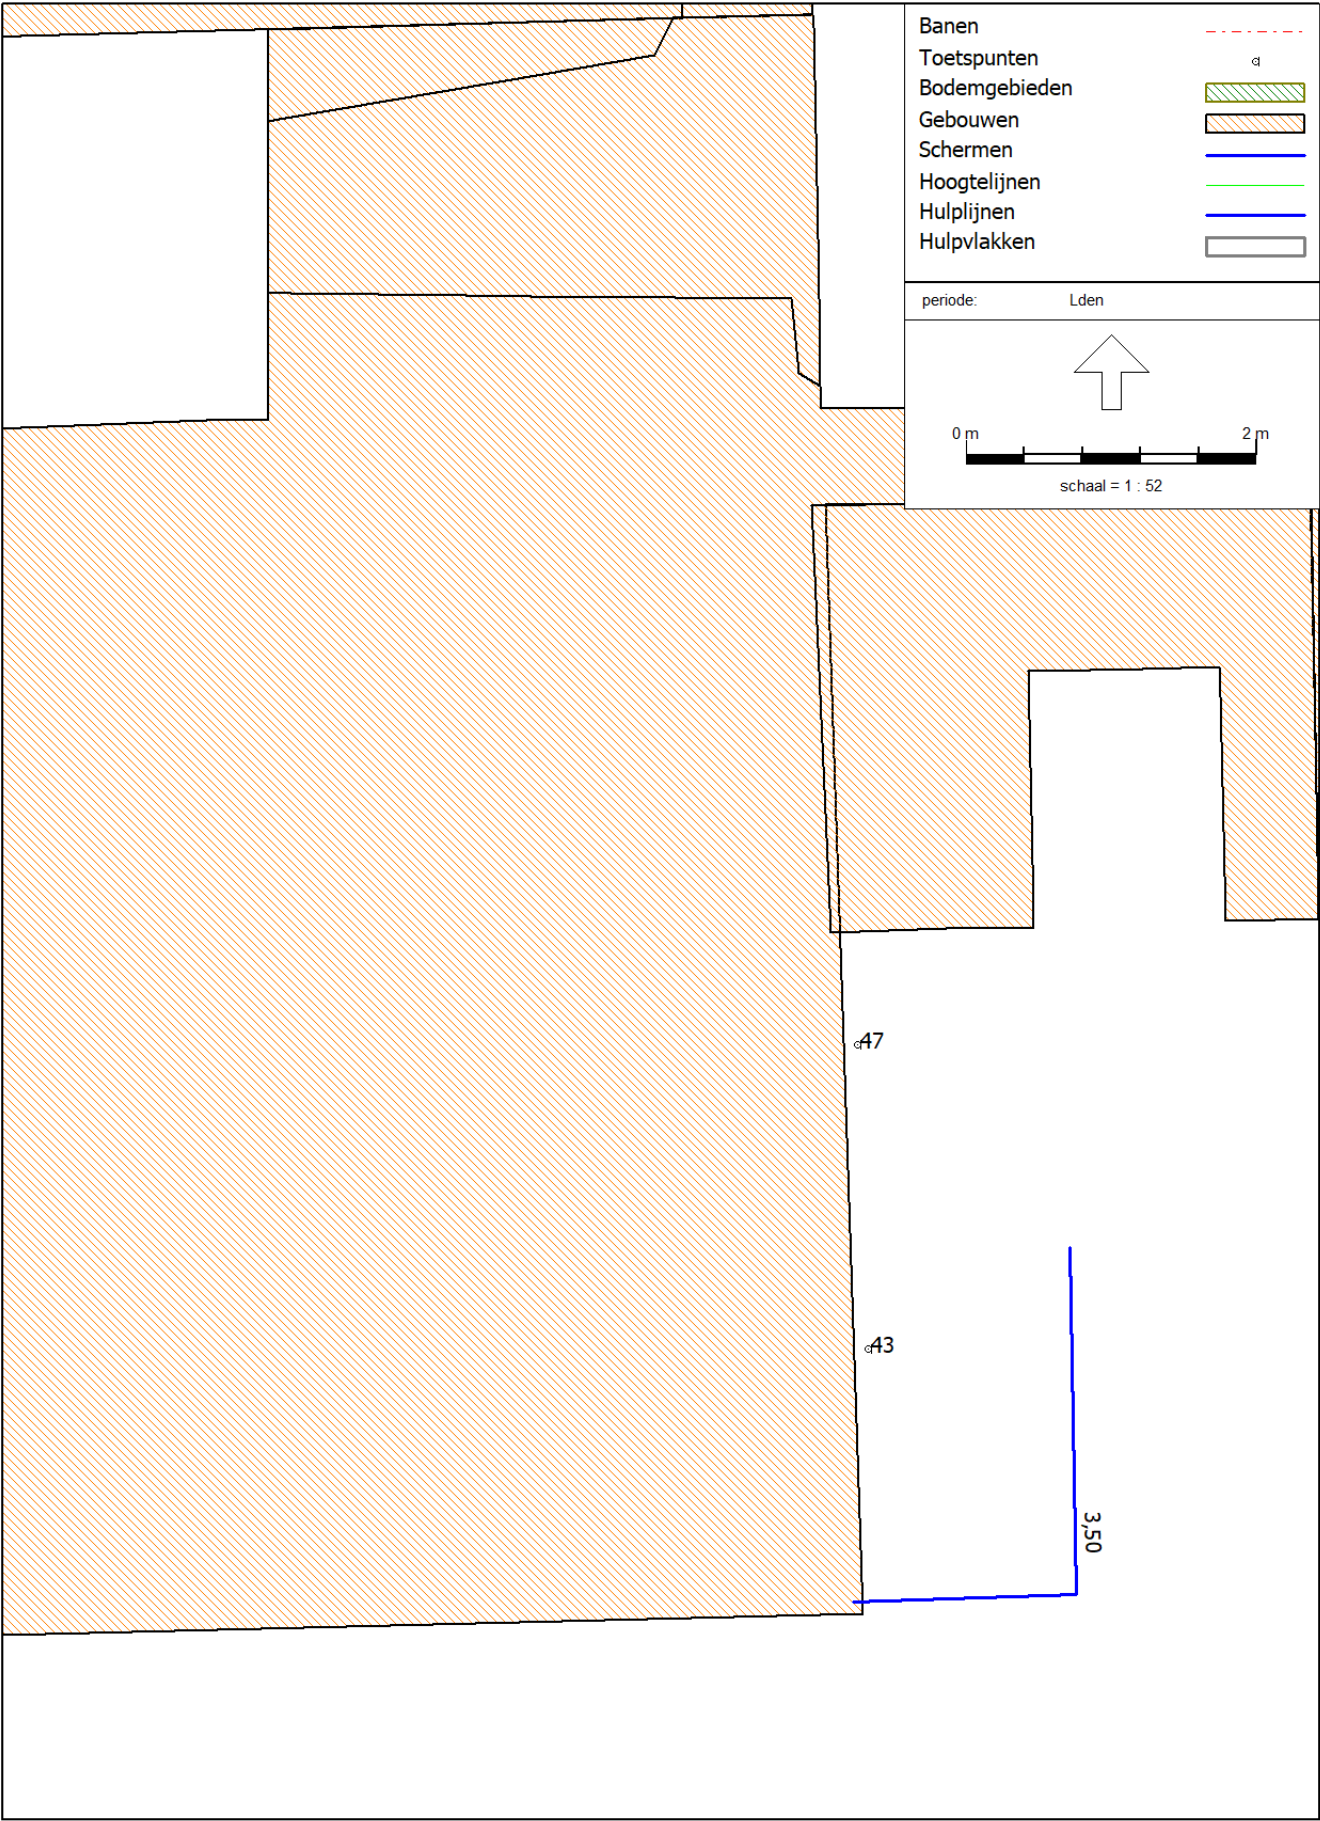 Banen
Toetspunten
Bodemgebieden
Gebouwen
Schermen
Hoogtelijnen
Hulplijnen
Hulpvlakken
periode: Lden
0 m 2 m
schaal = 1 : 52
47
43
3,50